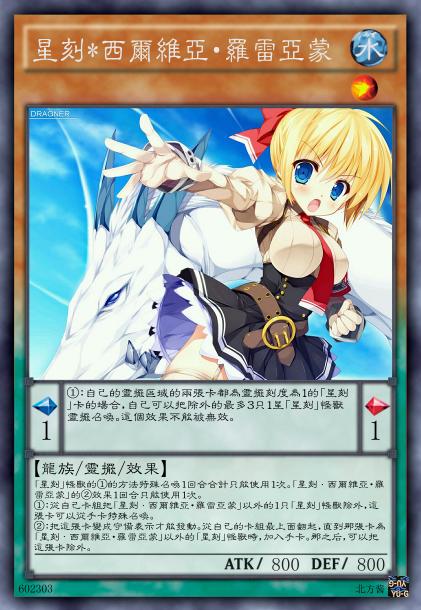 星刻*西爾維亞·羅雷亞蒙
水
DRAGNER
①:自己的靈擺區域的兩張卡都為靈擺刻度為1的「星刻
」卡的場合,自己可以把除外的最多3只1星「星刻」怪獸
靈擺召喚。這個效果不能被無效。
1
1
【龍族/靈擺/效果】
「星刻」怪獸的①的方法特殊召喚1回合合計只能使用1次。「星刻·西爾維亞·羅
雷亞蒙」的②效果1回合只能使用1次。
①:從自己卡組把「星刻·西爾維亞·羅雷亞蒙」以外的1只「星刻」怪獸除外,這
張卡可以從手卡特殊召喚。
②:把這張卡變成守備表示才能發動。從自己的卡組最上面翻起,直到那張卡為
「星刻·西爾維亞·羅雷亞蒙」以外的「星刻」怪獸時,加入手卡。那之后,可以把
這張卡除外。
ATK/ 800 DEF/ 800
602303
北方醬
YU-G